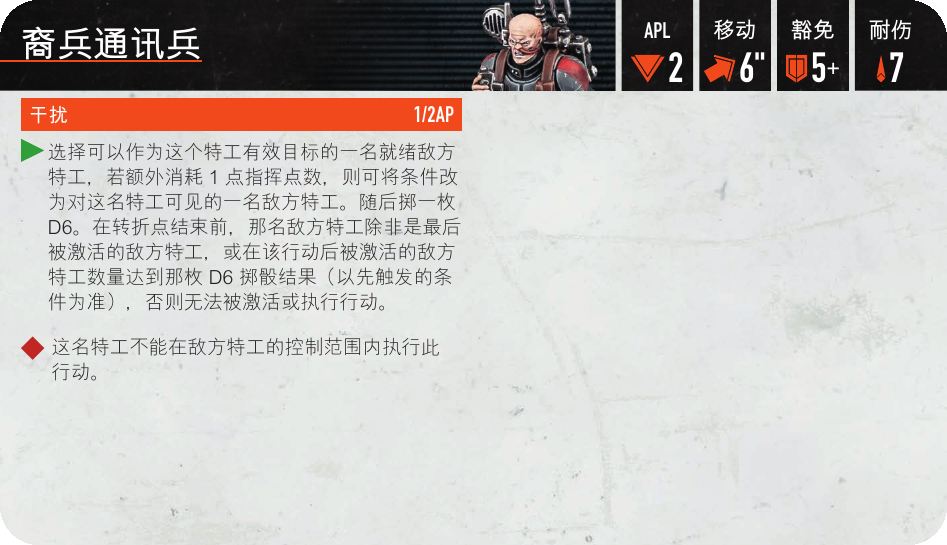 裔兵通讯兵
APL
2
移动
6"
豁免
5+
耐伤
7
干扰
1/2AP
选择可以作为这个特工有效目标的一名就绪敌方
特工，若额外消耗 1 点指挥点数，则可将条件改
为对这名特工可见的一名敌方特工。随后掷一枚
D6。在转折点结束前，那名敌方特工除非是最后
被激活的敌方特工，或在该行动后被激活的敌方
特工数量达到那枚 D6 掷骰结果（以先触发的条
件为准），否则无法被激活或执行行动。
这名特工不能在敌方特工的控制范围内执行此
行动。